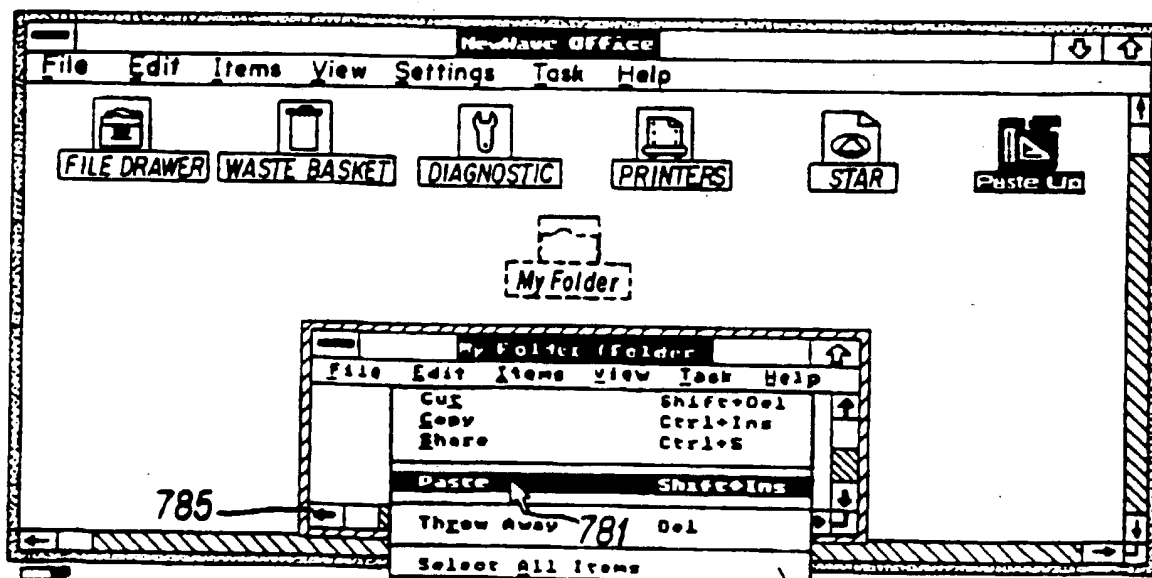 NewWave Office
File Edit Items View Settings Task Help
FILE DRAWER WASTE BASKET DIAGNOSTIC PRINTERS STAR Paste Up
My Folder
My Folder (Folder
File Edit Items View Task Help
Cut Shift+Del
Copy Ctrl+Ins
Share Ctrl+S
Paste Shift+Ins
785
Throw Away 781 Del
Select All Items